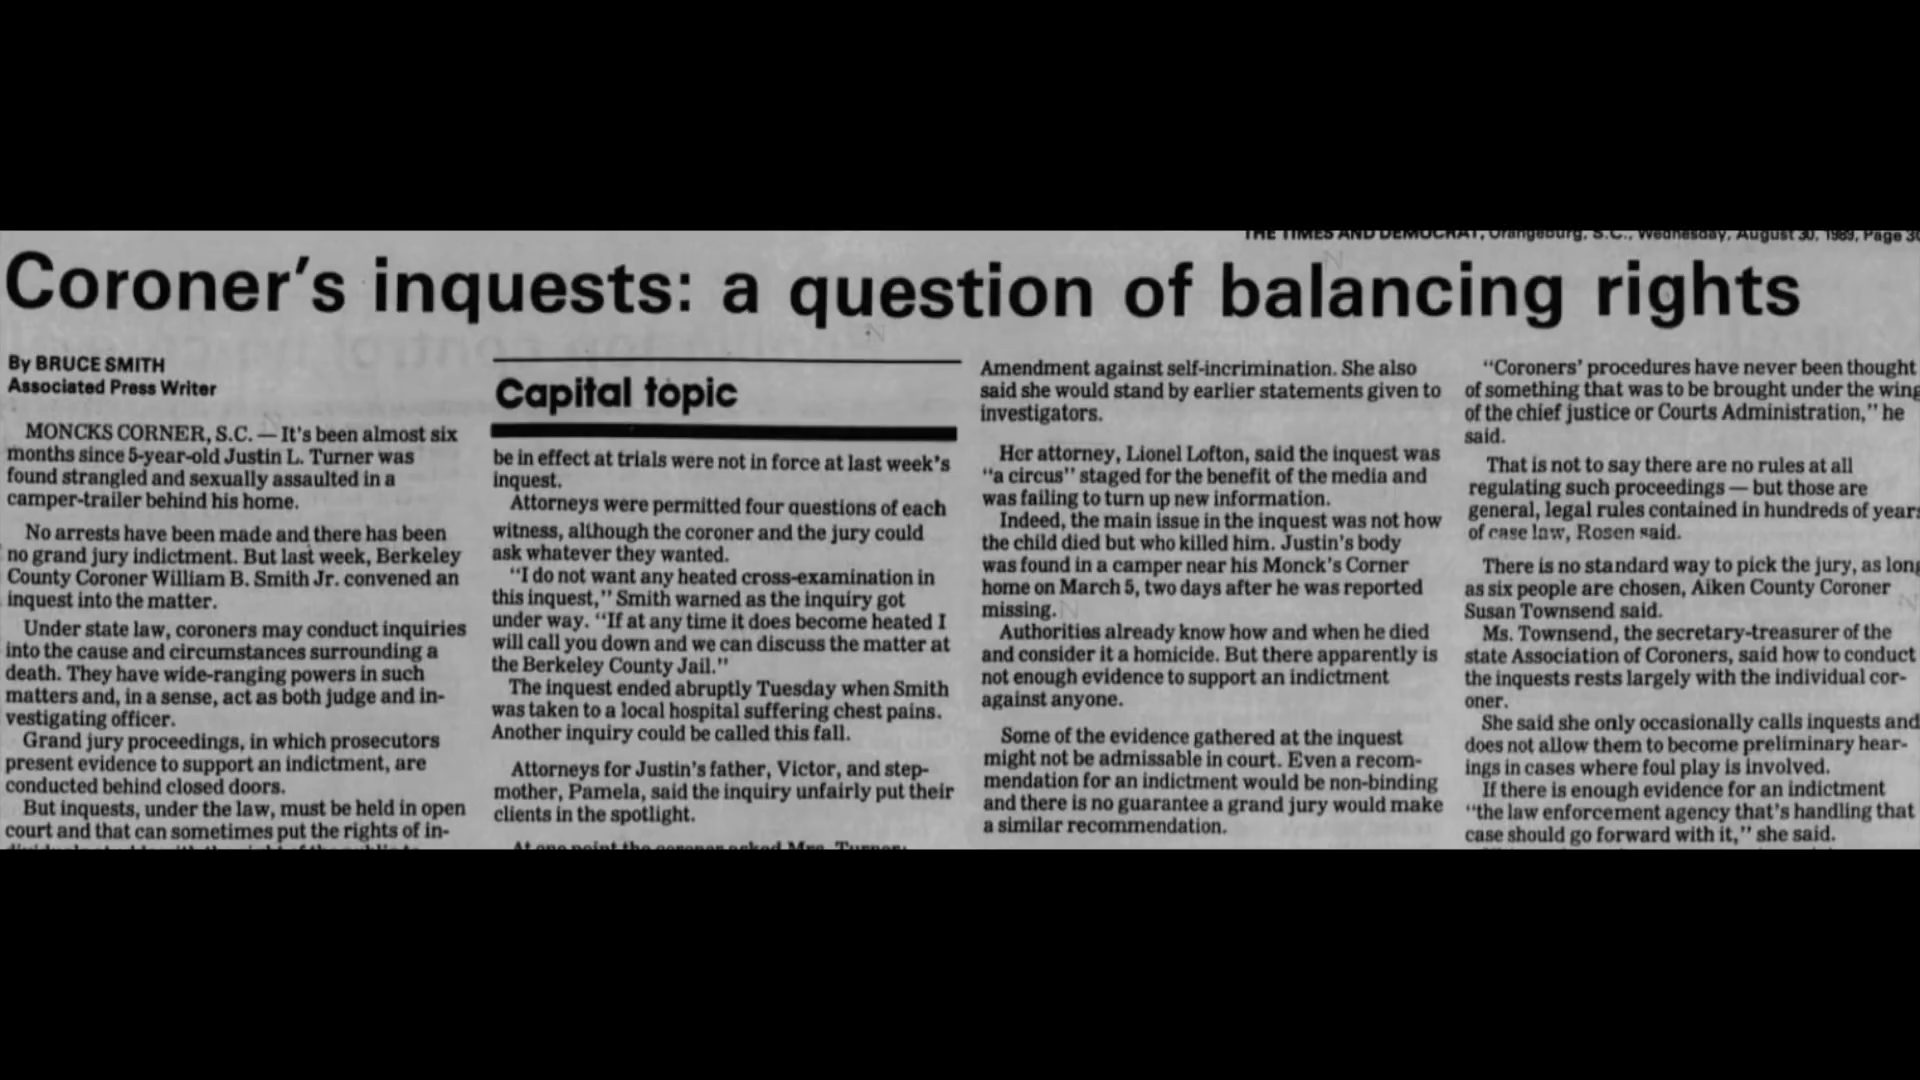 THE TIMES AND DEMOCRAT, Orangeburg, S.C., Wednesday, August 30, 1989, Page
Coroner's inquests: a question of balancing rights
By BRUCE SMITH
Associated Press Writer
MONCKS CORNER, S.C. — It's been almost six
months since 5-year-old Justin L. Turner was
found strangled and sexually assaulted in a
camper-trailer behind his home.
No arrests have been made and there has been
no grand jury indictment. But last week, Berkeley
County Coroner William B. Smith Jr. convened an
inquest into the matter.
Under state law, coroners may conduct inquiries
into the cause and circumstances surrounding a
death. They have wide-ranging powers in such
matters and, in a sense, act as both judge and in-
vestigating officer.
Grand jury proceedings, in which prosecutors
present evidence to support an indictment, are
conducted behind closed doors.
But inquests, under the law, must be held in open
court and that can sometimes put the rights of in-
Capital topic
be in effect at trials were not in force at last week's
inquest.
Attorneys were permitted four questions of each
witness, although the coroner and the jury could
ask whatever they wanted.
"I do not want any heated cross-examination in
this inquest," Smith warned as the inquiry got
under way. "If at any time it does become heated I
will call you down and we can discuss the matter at
the Berkeley County Jail."
The inquest ended abruptly Tuesday when Smith
was taken to a local hospital suffering chest pains.
Another inquiry could be called this fall.
Attorneys for Justin's father, Victor, and step-
mother, Pamela, said the inquiry unfairly put their
clients in the spotlight.
At one point the coroner asked Mrs. Turner:
Amendment against self-incrimination. She also
said she would stand by earlier statements given to
investigators.
Her attorney, Lionel Lofton, said the inquest was
"a circus" staged for the benefit of the media and
was failing to turn up new information.
Indeed, the main issue in the inquest was not how
the child died but who killed him. Justin's body
was found in a camper near his Monck's Corner
home on March 5, two days after he was reported
missing.
Authorities already know how and when he died
and consider it a homicide. But there apparently is
not enough evidence to support an indictment
against anyone.
Some of the evidence gathered at the inquest
might not be admissable in court. Even a recom-
mendation for an indictment would be non-binding
and there is no guarantee a grand jury would make
a similar recommendation.
"Coroners' procedures have never been thought
of something that was to be brought under the wing
of the chief justice or Courts Administration," he
said.
That is not to say there are no rules at all
regulating such proceedings — but those are
general, legal rules contained in hundreds of years
of case law, Rosen said.
There is no standard way to pick the jury, as long
as six people are chosen, Aiken County Coroner
Susan Townsend said.
Ms. Townsend, the secretary-treasurer of the
state Association of Coroners, said how to conduct
the inquests rests largely with the individual cor-
oner.
She said she only occasionally calls inquests and
does not allow them to become preliminary hear-
ings in cases where foul play is involved.
If there is enough evidence for an indictment
"the law enforcement agency that's handling that
case should go forward with it," she said.